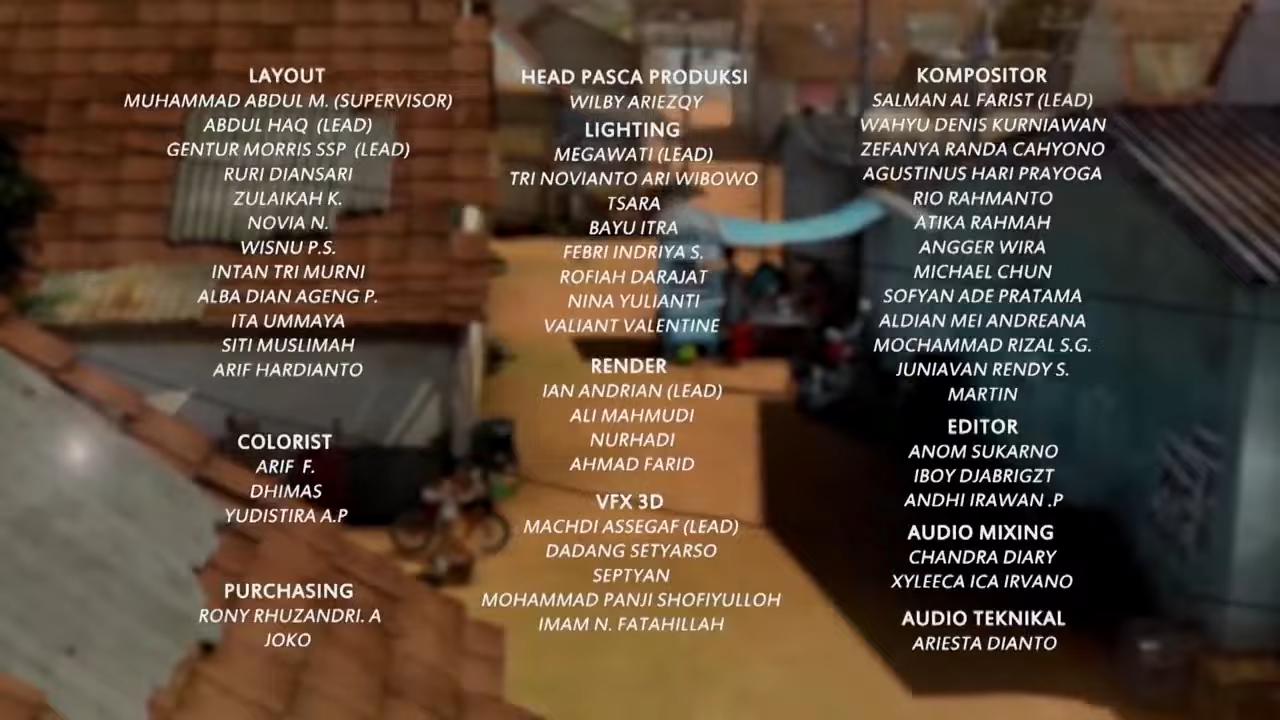 LAYOUT
MUHAMMAD ABDUL M. (SUPERVISOR)
ABDUL HAQ (LEAD)
GENTUR MORRIS SSP (LEAD)
RURI DIANSARI
ZULAIKAH K.
NOVIA N.
WISNU P.S.
INTAN TRI MURNI
ALBA DIAN AGENG P.
ITA UMMAYA
SITI MUSLIMAH
ARIF HARDIANTO
COLORIST
ARIF F.
DHIMAS
YUDISTIRA A.P
PURCHASING
RONY RHUZANDRI. A
JOKO
HEAD PASCA PRODUKSI
WILBY ARIEZQY
LIGHTING
MEGAWATI (LEAD)
TRI NOVIANTO ARI WIBOWO
TSARA
BAYU ITRA
FEBRI INDRIYA S.
ROFIAH DARAJAT
NINA YULIANTI
VALIANT VALENTINE
RENDER
IAN ANDRIAN (LEAD)
ALI MAHMUDI
NURHADI
AHMAD FARID
VFX 3D
MACHDI ASSEGAF (LEAD)
DADANG SETYARSO
SEPTYAN
MOHAMMAD PANJI SHOFIYULLOH
IMAM N. FATAHILLAH
KOMPOSITOR
SALMAN AL FARIST (LEAD)
WAHYU DENIS KURNIAWAN
ZEFANYA RANDA CAHYONO
AGUSTINUS HARI PRAYOGA
RIO RAHMANTO
ATIKA RAHMAH
ANGGER WIRA
MICHAEL CHUN
SOFYAN ADE PRATAMA
ALDIAN MEI ANDREANA
MOCHAMMAD RIZAL S.G.
JUNIAVAN RENDY S.
MARTIN
EDITOR
ANOM SUKARNO
IBOY DJABRIGZT
ANDHI IRAWAN .P
AUDIO MIXING
CHANDRA DIARY
XYLEECA ICA IRVANO
AUDIO TEKNIKAL
ARIESTA DIANTO